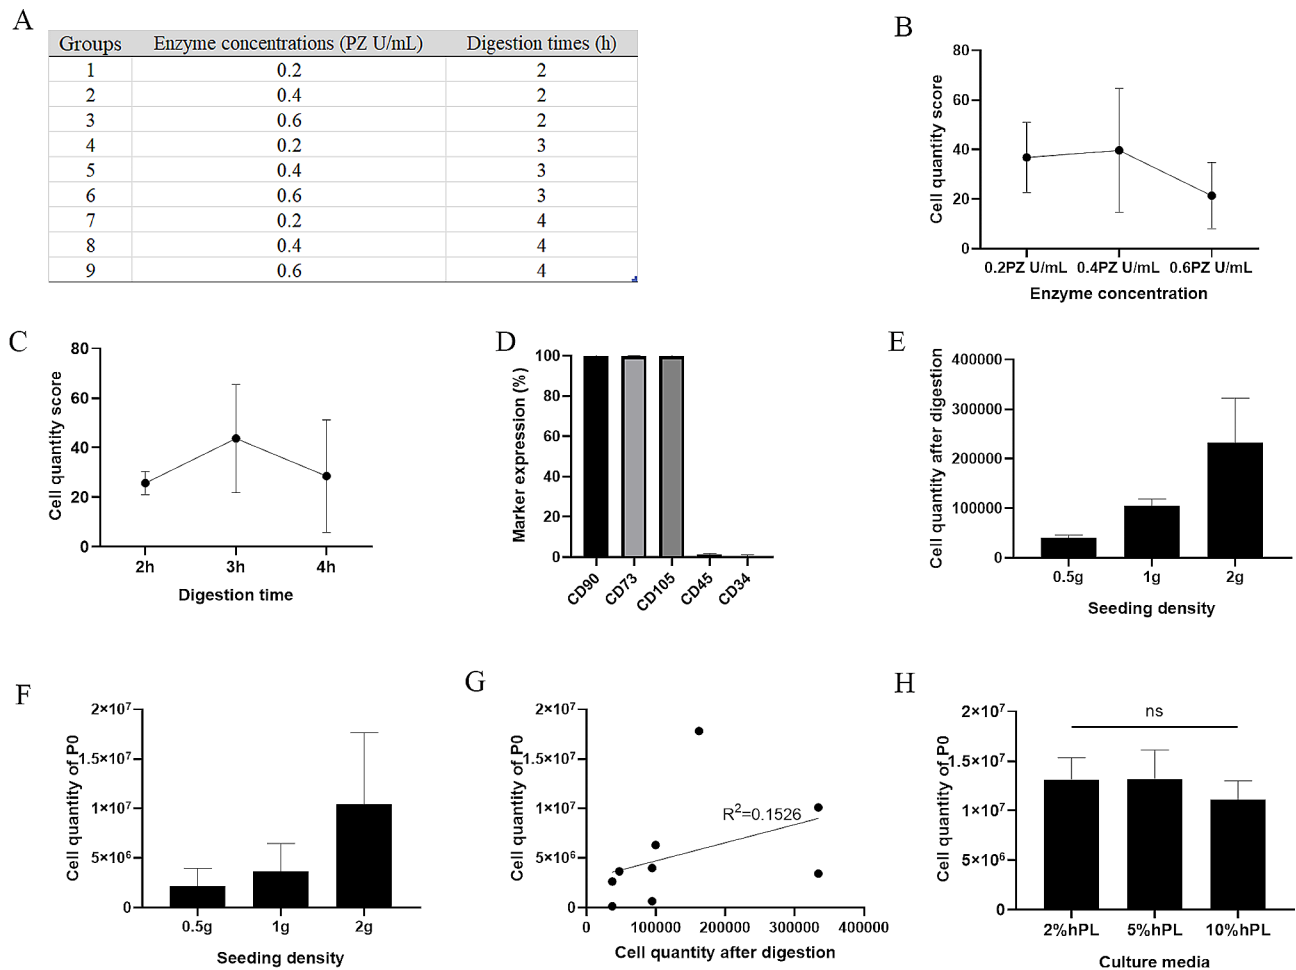 A
Groups Enzyme concentrations (PZ U/mL) Digestion times (h)
1 0.2 2
2 0.4 2
3 0.6 2
4 0.2 3
5 0.4 3
6 0.6 3
7 0.2 4
8 0.4 4
9 0.6 4
B
Cell quantity score
80
60
40
20
0
0.2PZ U/mL 0.4PZ U/mL 0.6PZ U/mL
Enzyme concentration
C
Cell quantity score
80
60
40
20
0
2h 3h 4h
Digestion time
D
Marker expression (%)
100
80
60
40
20
0
CD90 CD73 CD105 CD45 CD34
E
Cell quantity after digestion
400000
300000
200000
100000
0
0.5g 1g 2g
Seeding density
F
Cell quantity of P0
2×10⁷
1.5×10⁷
1×10⁷
5×10⁶
0
0.5g 1g 2g
Seeding density
G
Cell quantity of P0
2×10⁷
1.5×10⁷
1×10⁷
5×10⁶
0
R²=0.1526
0 100000 200000 300000 400000
Cell quantity after digestion
H
Cell quantity of P0
2×10⁷
1.5×10⁷
1×10⁷
5×10⁶
0
ns
2%hPL 5%hPL 10%hPL
Culture media